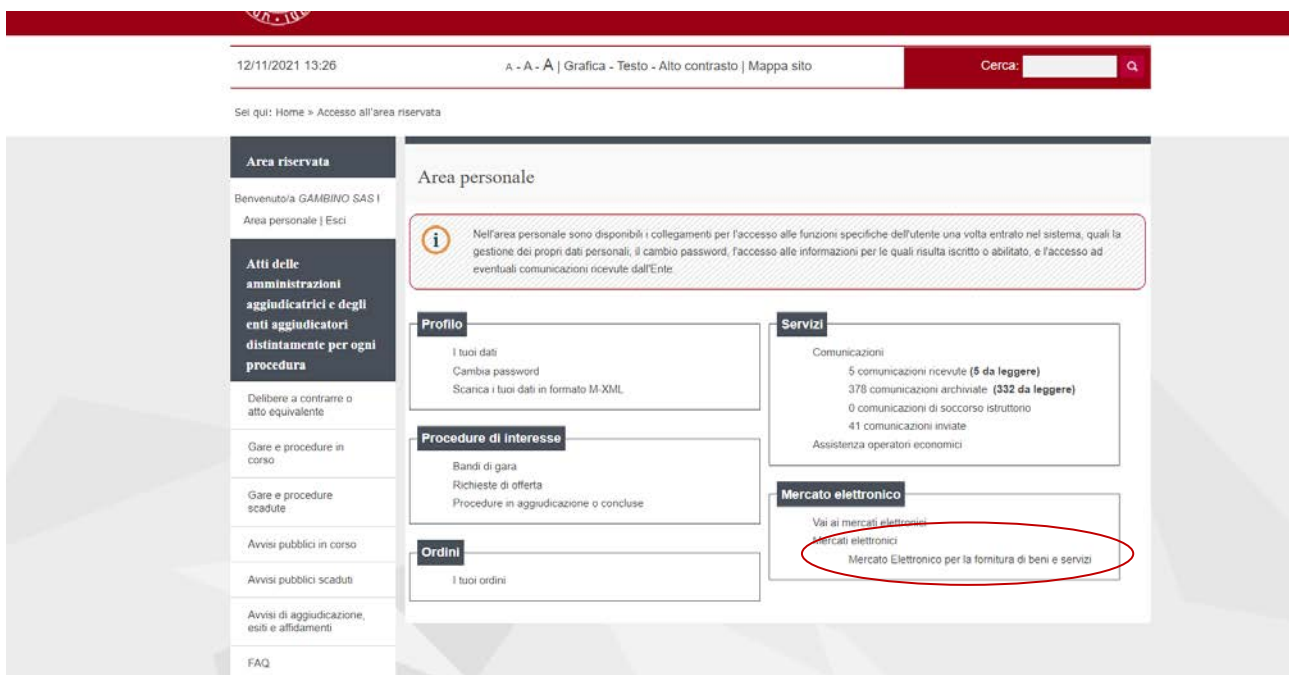 12/11/2021 13:26
A - A - A | Grafica - Testo - Alto contrasto | Mappa sito
Cerca:
Sei qui: Home » Accesso all'area riservata
Area riservata
Benvenuto/a GAMBINO SAS !
Area personale | Esci
Atti delle
amministrazioni
aggiudicatrici e degli
enti aggiudicatori
distintamente per ogni
procedura
Delibere a contrarre o
atto equivalente
Gare e procedure in
corso
Gare e procedure
scadute
Avvisi pubblici in corso
Avvisi pubblici scaduti
Avvisi di aggiudicazione,
esiti e affidamenti
FAQ
Area personale
Nell'area personale sono disponibili i collegamenti per l'accesso alle funzioni specifiche dell'utente una volta entrato nel sistema, quali la
gestione dei propri dati personali, il cambio password, l'accesso alle informazioni per le quali risulta iscritto o abilitato, e l'accesso ad
eventuali comunicazioni ricevute dall'Ente.
Profilo
I tuoi dati
Cambia password
Scarica i tuoi dati in formato M-XML
Procedure di interesse
Bandi di gara
Richieste di offerta
Procedure in aggiudicazione o concluse
Ordini
I tuoi ordini
Servizi
Comunicazioni
5 comunicazioni ricevute (5 da leggere)
378 comunicazioni archiviate (332 da leggere)
0 comunicazioni di soccorso istruttorio
41 comunicazioni inviate
Assistenza operatori economici
Mercato elettronico
Vai ai mercati elettronici
Mercati elettronici
Mercato Elettronico per la fornitura di beni e servizi